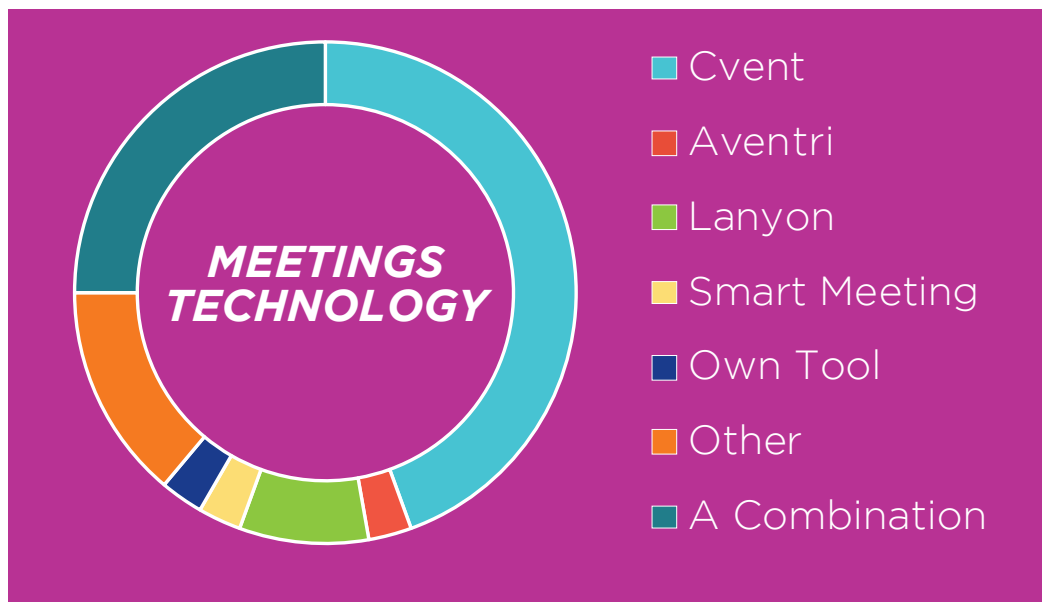 MEETINGS
TECHNOLOGY
Cvent
Aventri
Lanyon
Smart Meeting
Own Tool
Other
A Combination